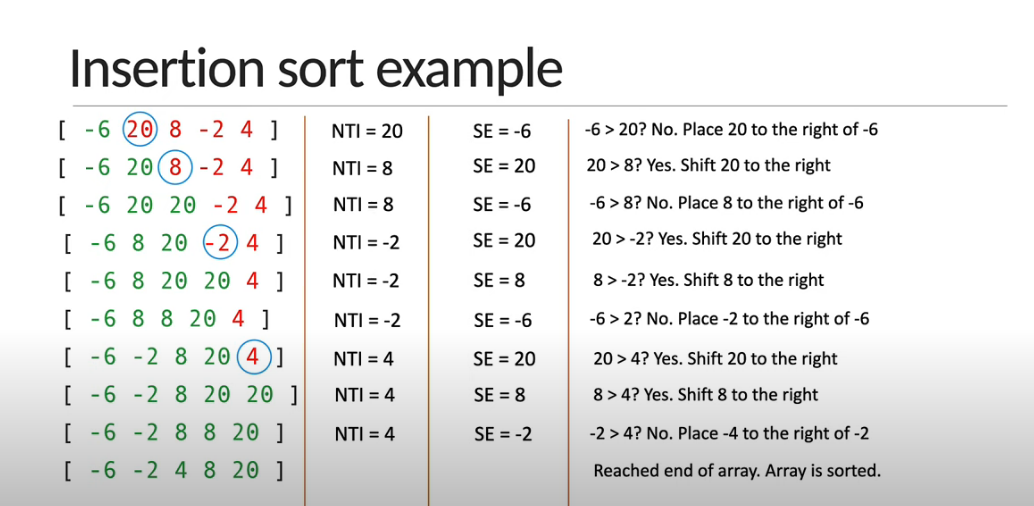 Insertion sort example
[ -6 20 8 -2 4 ] NTI = 20 SE = -6 -6 > 20? No. Place 20 to the right of -6
[ -6 20 8 -2 4 ] NTI = 8 SE = 20 20 > 8? Yes. Shift 20 to the right
[ -6 20 20 -2 4 ] NTI = 8 SE = -6 -6 > 8? No. Place 8 to the right of -6
[ -6 8 20 -2 4 ] NTI = -2 SE = 20 20 > -2? Yes. Shift 20 to the right
[ -6 8 20 20 4 ] NTI = -2 SE = 8 8 > -2? Yes. Shift 8 to the right
[ -6 8 8 20 4 ] NTI = -2 SE = -6 -6 > 2? No. Place -2 to the right of -6
[ -6 -2 8 20 4 ] NTI = 4 SE = 20 20 > 4? Yes. Shift 20 to the right
[ -6 -2 8 20 20 ] NTI = 4 SE = 8 8 > 4? Yes. Shift 8 to the right
[ -6 -2 8 8 20 ] NTI = 4 SE = -2 -2 > 4? No. Place -4 to the right of -2
[ -6 -2 4 8 20 ] Reached end of array. Array is sorted.